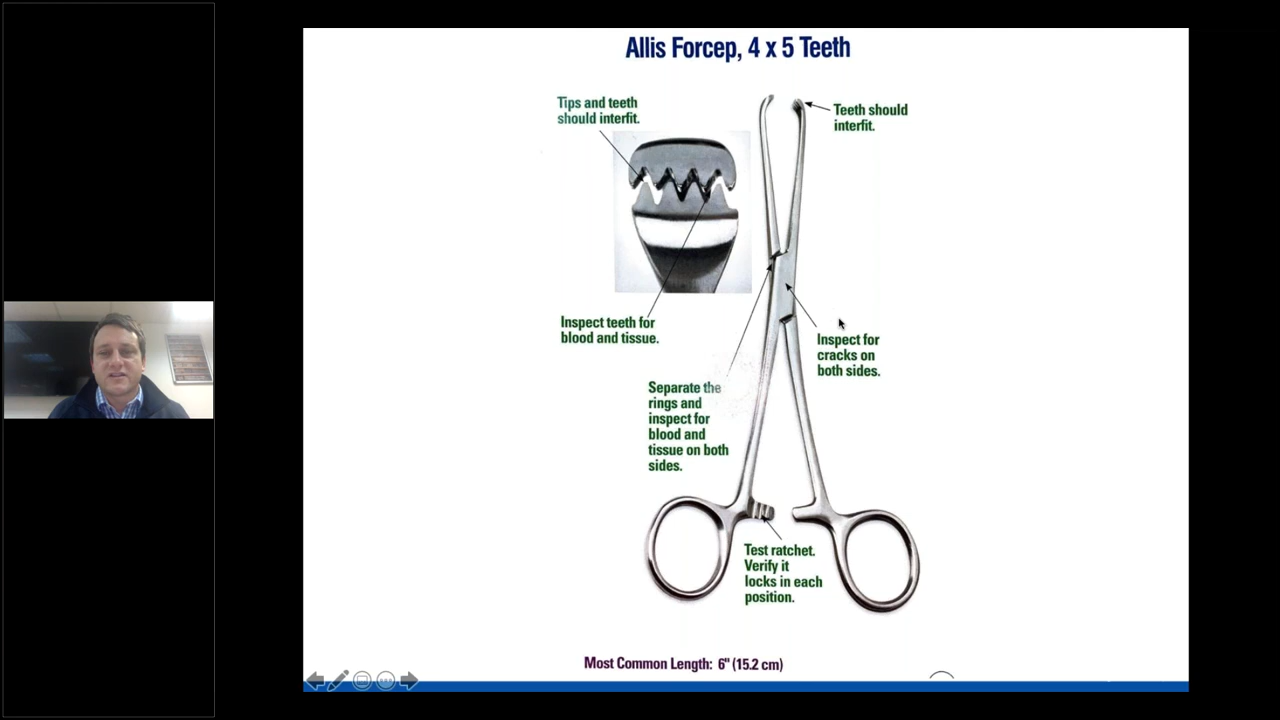 Allis Forcep, 4 x 5 Teeth
Tips and teeth
should interfit.
Teeth should
interfit.
Inspect teeth for
blood and tissue.
Inspect for
cracks on
both sides.
Separate the
rings and
inspect for
blood and
tissue on both
sides.
Test ratchet.
Verify it
locks in each
position.
Most Common Length: 6" (15.2 cm)